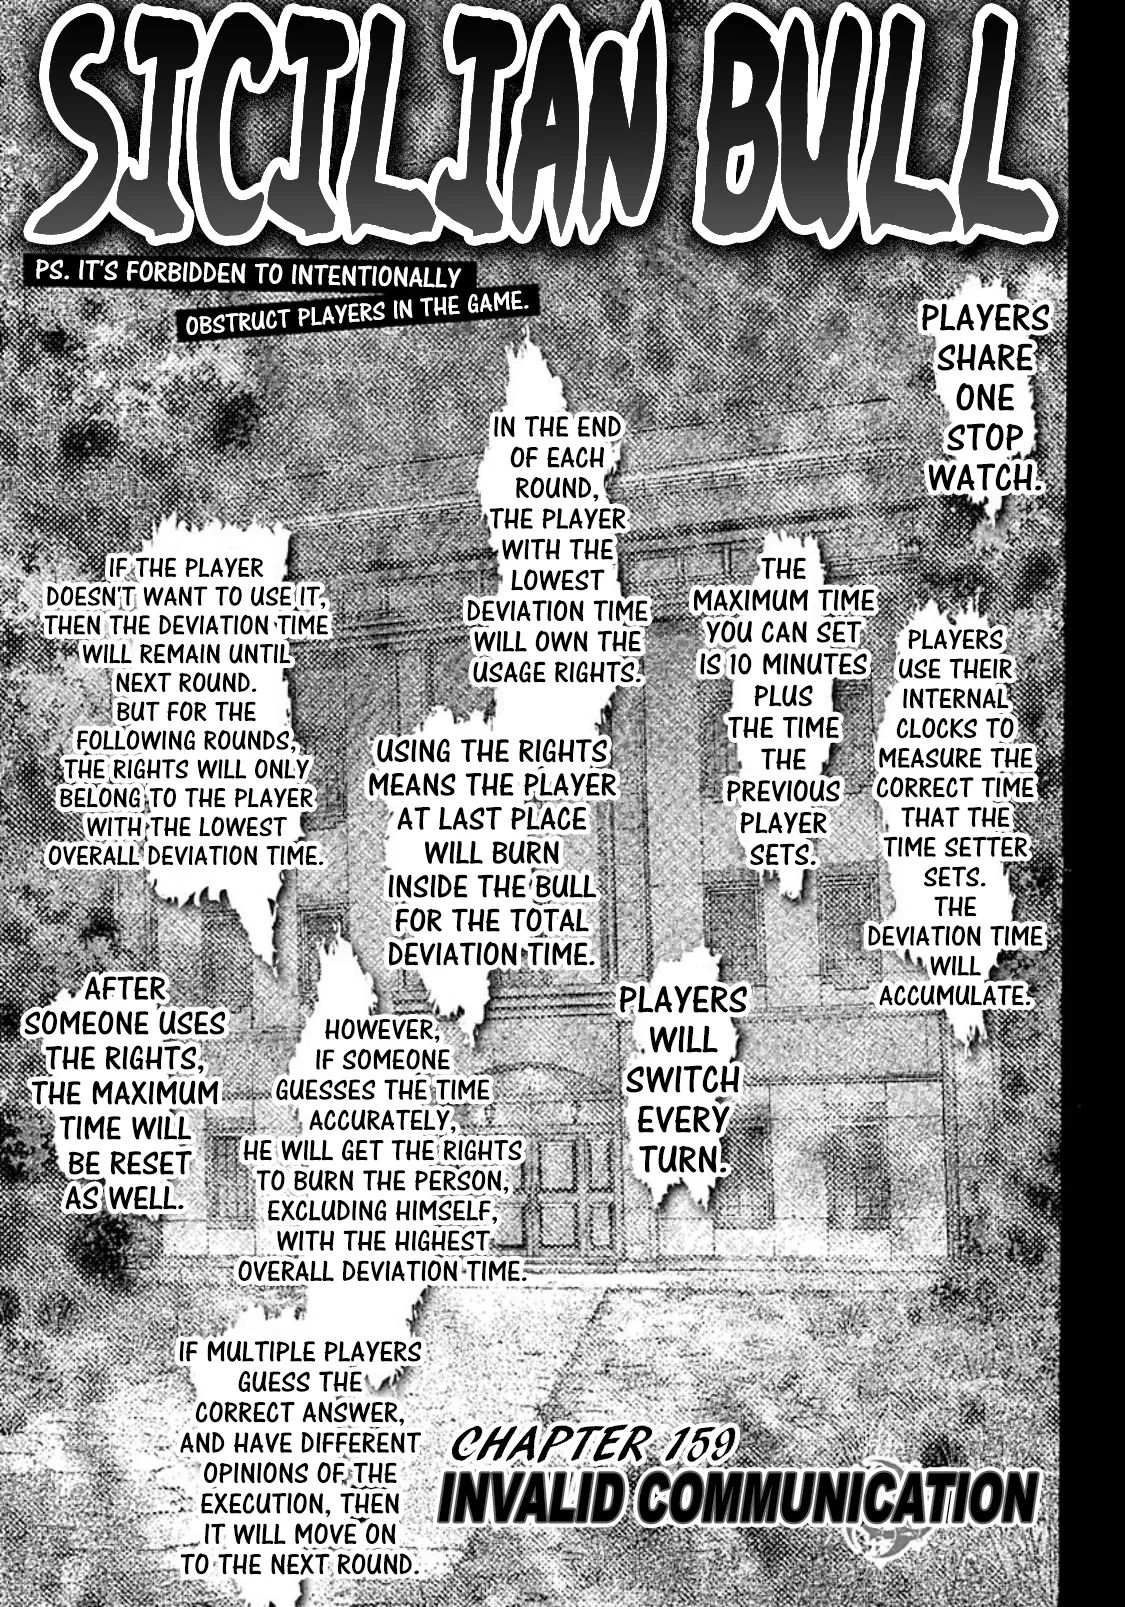 SICILIAN BULL
PS. IT'S FORBIDDEN TO INTENTIONALLY
OBSTRUCT PLAYERS IN THE GAME.
PLAYERS
SHARE
ONE
STOP
WATCH.
PLAYERS
USE THEIR
INTERNAL
CLOCKS TO
MEASURE THE
CORRECT TIME
THAT THE
TIME SETTER
SETS.
THE
DEVIATION TIME
WILL
ACCUMULATE.
THE
MAXIMUM TIME
YOU CAN SET
IS 10 MINUTES
PLUS
THE TIME
THE
PREVIOUS
PLAYER
SETS.
PLAYERS
WILL
SWITCH
EVERY
TURN.
IN THE END
OF EACH
ROUND,
THE PLAYER
WITH THE
LOWEST
DEVIATION TIME
WILL OWN THE
USAGE RIGHTS.
USING THE RIGHTS
MEANS THE PLAYER
AT LAST PLACE
WILL BURN
INSIDE THE BULL
FOR THE TOTAL
DEVIATION TIME.
HOWEVER,
IF SOMEONE
GUESSES THE TIME
ACCURATELY,
HE WILL GET THE RIGHTS
TO BURN THE PERSON,
EXCLUDING HIMSELF,
WITH THE HIGHEST
OVERALL DEVIATION TIME.
IF THE PLAYER
DOESN'T WANT TO USE IT,
THEN THE DEVIATION TIME
WILL REMAIN UNTIL
NEXT ROUND.
BUT FOR THE
FOLLOWING ROUNDS,
THE RIGHTS WILL ONLY
BELONG TO THE PLAYER
WITH THE LOWEST
OVERALL DEVIATION TIME.
AFTER
SOMEONE USES
THE RIGHTS,
THE MAXIMUM
TIME WILL
BE RESET
AS WELL.
IF MULTIPLE PLAYERS
GUESS THE
CORRECT ANSWER,
AND HAVE DIFFERENT
OPINIONS OF THE
EXECUTION, THEN
IT WILL MOVE ON
TO THE NEXT ROUND.
CHAPTER 159
INVALID COMMUNICATION